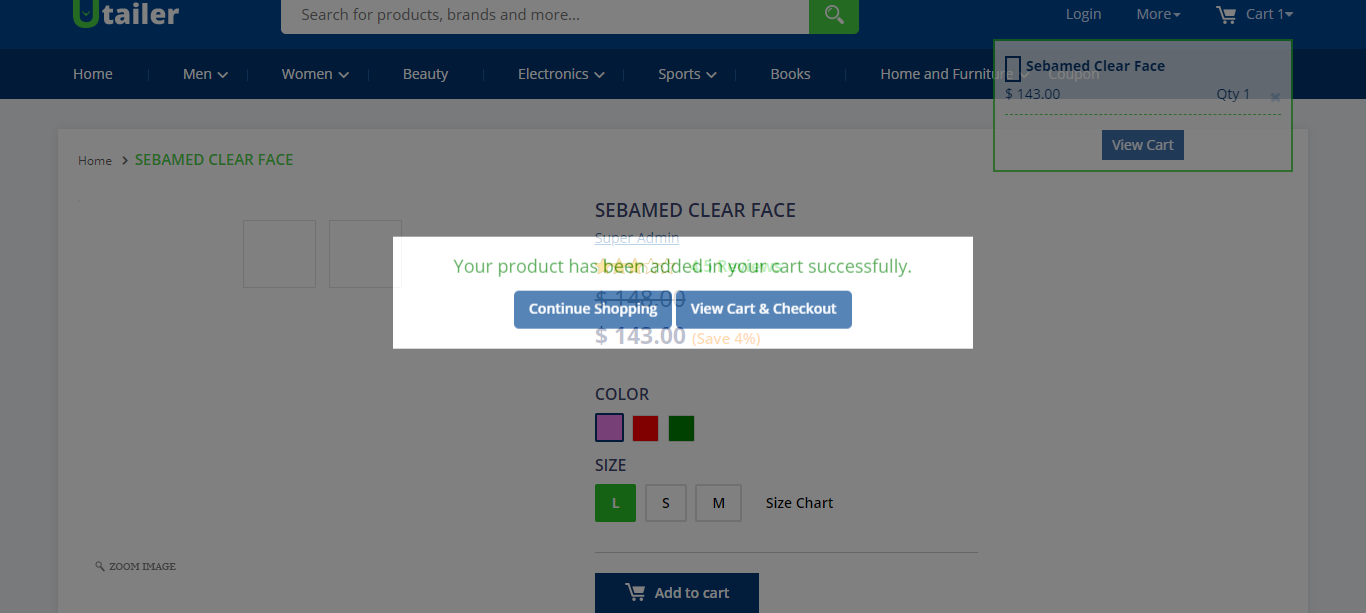 Utailer
Search for products, brands and more...
Login
More
Cart 1
Home
Men
Women
Beauty
Electronics
Sports
Books
Home and Furniture
Coupon
Sebamed Clear Face
$ 143.00
Qty 1
View Cart
Home > SEBAMED CLEAR FACE
SEBAMED CLEAR FACE
Super Admin
Your product has been added in your cart successfully.
Reviews
$ 148.00
Continue Shopping
View Cart & Checkout
$ 143.00 (Save 4%)
COLOR
SIZE
L
S
M
Size Chart
ZOOM IMAGE
Add to cart